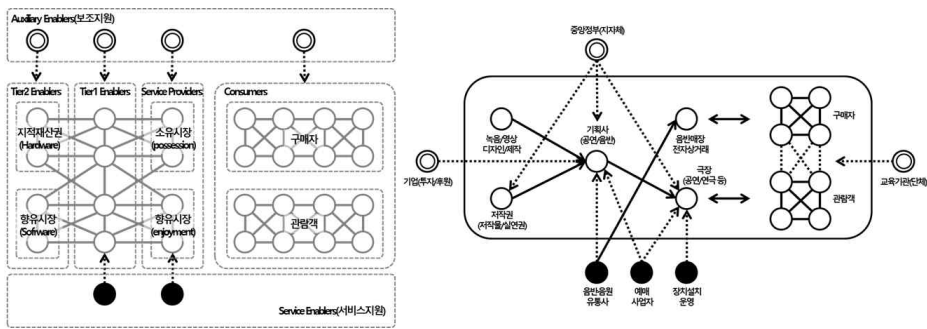 Auxiliary Enablers(보조지원)
Tier2 Enablers
Tier1 Enablers
Service Providers
Consumers
지적재산권
(Hardware)
소유시장
(possession)
구매자
향유시장
(Sofrware)
향유시장
(enjoyment)
관람객
Service Enablers(서비스지원)
중앙정부(지자체)
녹음/영상
디자인/제작
기획사
(공연/음반)
음반매장
전자상거래
구매자
기업(투자/후원)
극장
(공연/연극 등)
교육기관(단체)
저작권
(저작물/실연권)
관람객
음반음원
유통사
예매
사업자
장치설치
운영